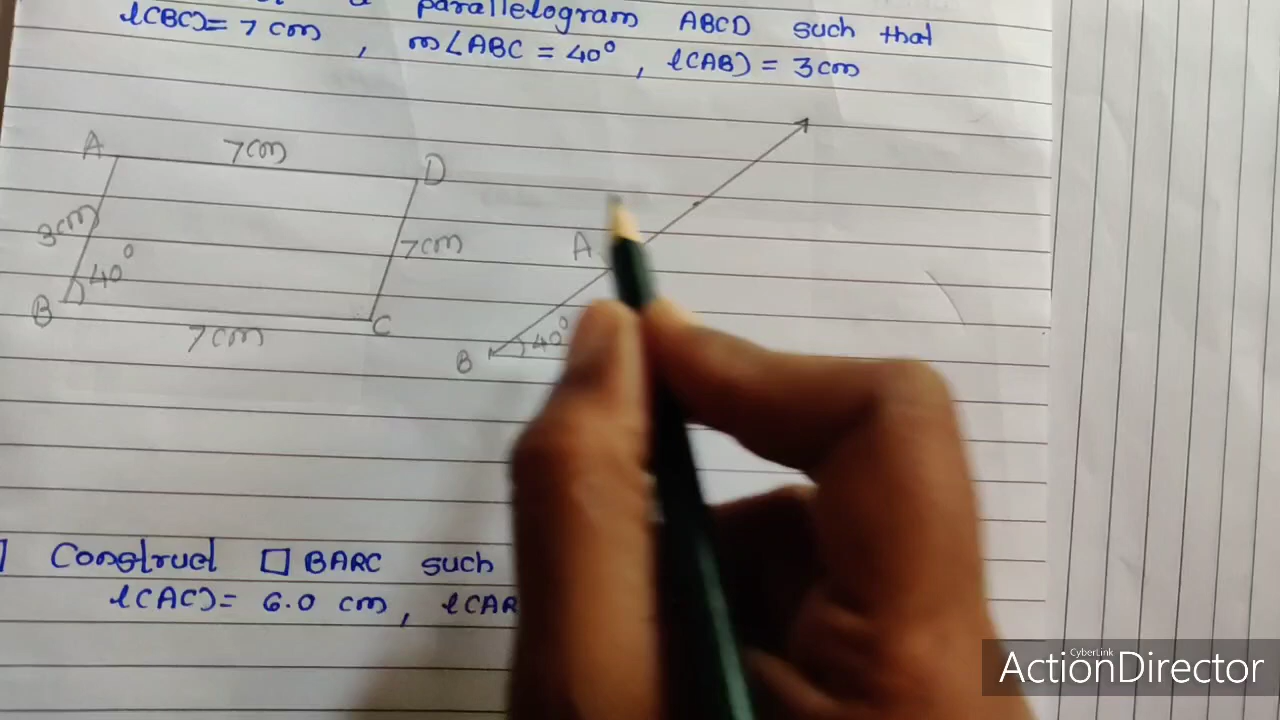 parallelogram ABCD such that
l(BC) = 7 cm , m∠ABC = 40° , l(AB) = 3 cm
A 7cm D
3cm
40°
7cm
B
7cm
C
A
B
40°
Construct □ BARC such
l(AC) = 6.0 cm , l(AR
CyberLink
ActionDirector